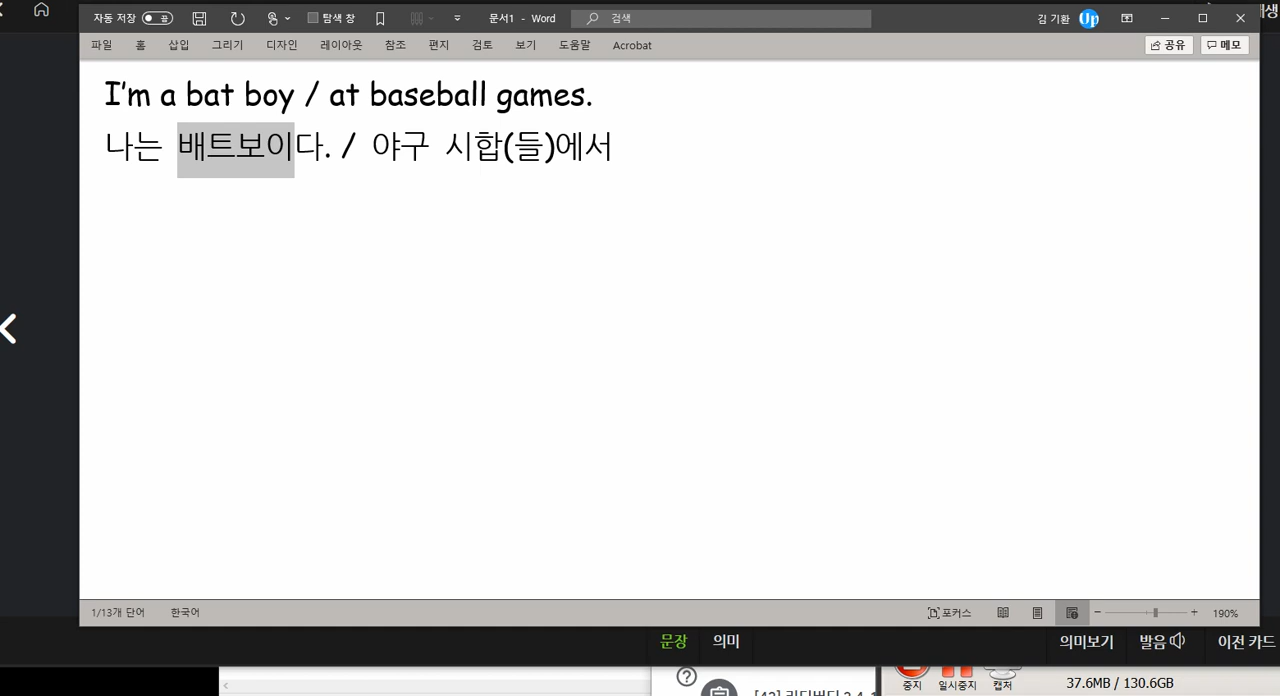 자동 저장 끔 탐색 창 문서1 - Word 검색 김 기환 Up
파일 홈 삽입 그리기 디자인 레이아웃 참조 편지 검토 보기 도움말 Acrobat 공유 메모
I'm a bat boy / at baseball games.
나는 배트보이다. / 야구 시합(들)에서
1/13개 단어 한국어 포커스 190%
문장 의미 의미보기 발음 이전 카드
중지 일시중지 캡처 37.6MB / 130.6GB